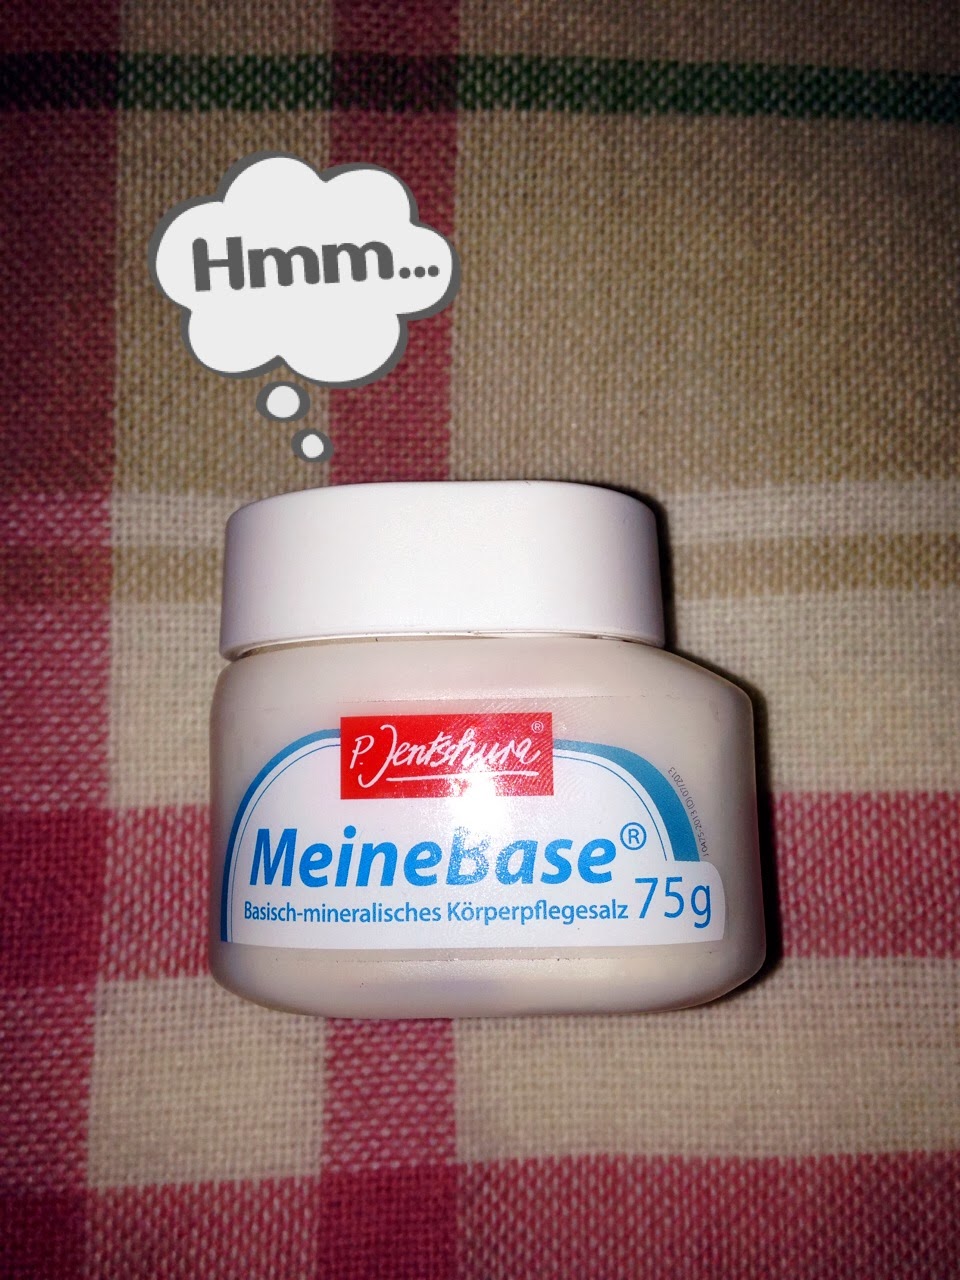 Hmm...
P. Jentschura®
MeineBase®
Basisch-mineralisches Körperpflegesalz 75g